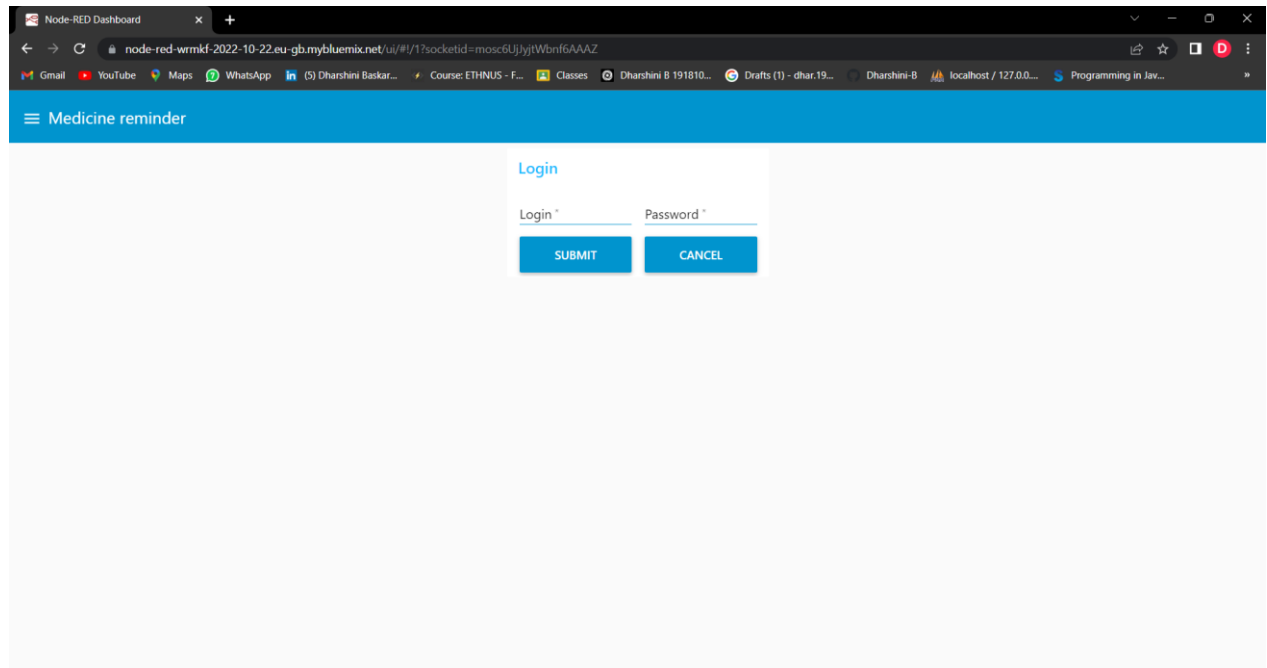 Node-RED Dashboard
node-red-wrmkf-2022-10-22.eu-gb.mybluemix.net/ui/#!/1?socketid=mosc6UjJyjtWbnf6AAAZ
Gmail YouTube Maps WhatsApp (5) Dharshini Baskar... Course: ETHNUS - F... Classes Dharshini B 191810... Drafts (1) - dhar.19... Dharshini-B localhost / 127.0.0.... Programming in Jav... »
Medicine reminder
Login
Login * Password *
SUBMIT CANCEL